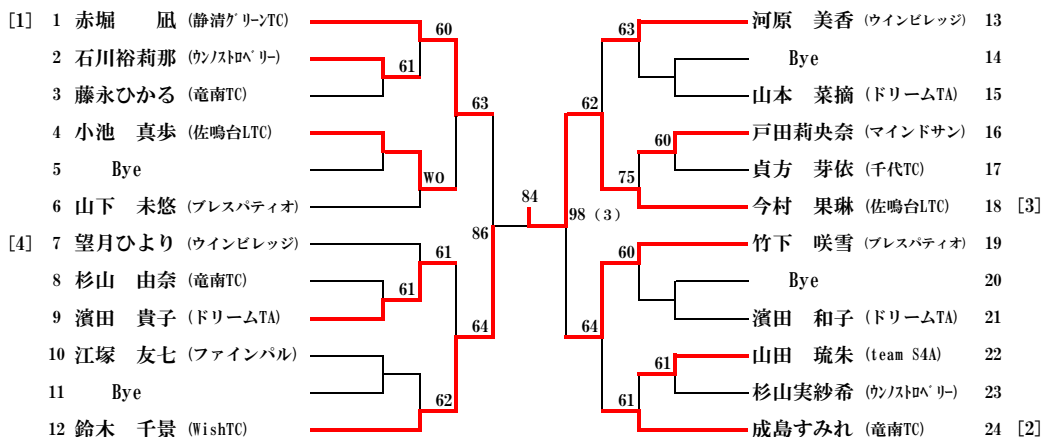 [1] 1 赤堀 凪 (静清グリーンTC)
2 石川裕莉那 (ウンノストロベリー)
3 藤永ひかる (竜南TC)
4 小池 真歩 (佐鳴台LTC)
5 Bye
6 山下 未悠 (ブレスパティオ)
[4] 7 望月ひより (ウインビレッジ)
8 杉山 由奈 (竜南TC)
9 濱田 貴子 (ドリームTA)
10 江塚 友七 (ファインパル)
11 Bye
12 鈴木 千景 (WishTC)
60
61
63
WO
86
61
61
64
62
84
98 (3)
63
62
60
75
60
64
61
61
河原 美香 (ウインビレッジ) 13
Bye 14
山本 菜摘 (ドリームTA) 15
戸田莉央奈 (マインドサン) 16
貞方 芽依 (千代TC) 17
今村 果琳 (佐鳴台LTC) 18 [3]
竹下 咲雪 (ブレスパティオ) 19
Bye 20
濱田 和子 (ドリームTA) 21
山田 琉朱 (team S4A) 22
杉山実紗希 (ウンノストロベリー) 23
成島すみれ (竜南TC) 24 [2]